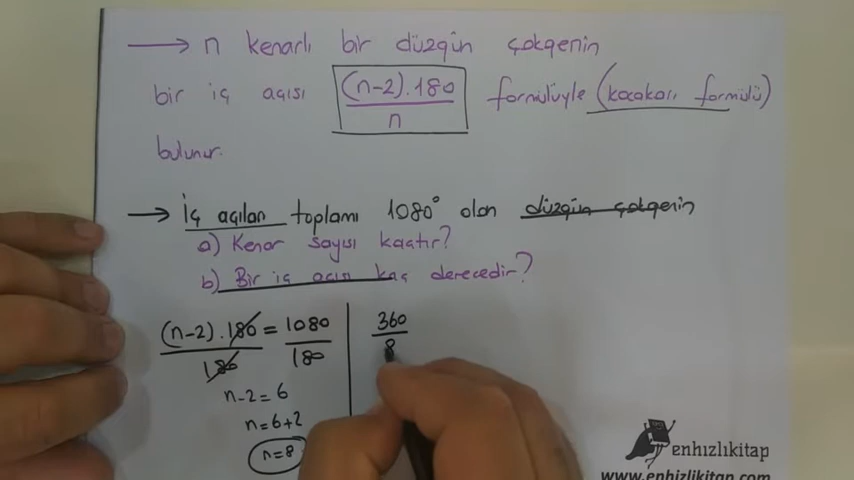 → n kenarlı bir düzgün çokgenin
bir iç açısı (n-2).180 / n formülüyle (kocakarı formülü)
bulunur.
→ İç açıları toplamı 1080° olan düzgün çokgenin
a) Kenar sayısı kaçtır?
b) Bir iç açısı kaç derecedir?
(n-2).180 / 180 = 1080 / 180
360 / 8
n-2=6
n=6+2
n=8
enhızlıkitap
www.enhizlikitap.com